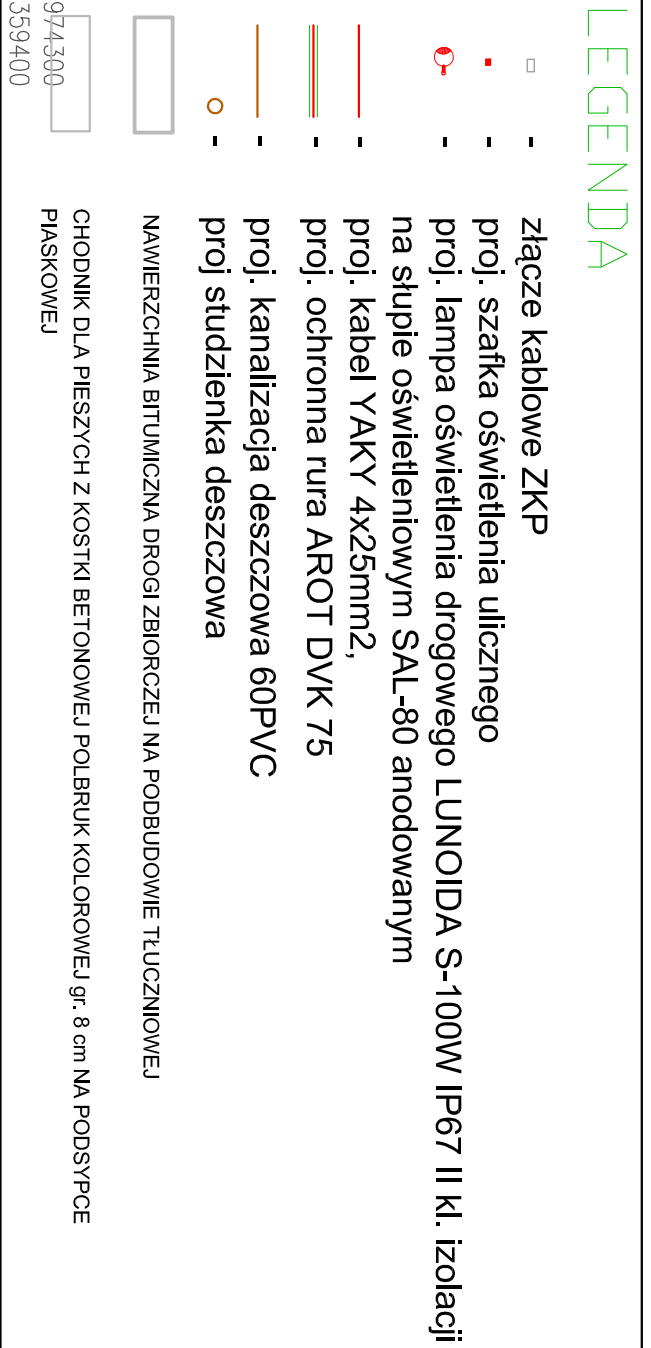 LEGENDA
- złącze kablowe ZKP
- proj. szafka oświetlenia ulicznego
- proj. lampa oświetlenia drogowego LUNOIDA S-100W IP67 II kl. izolacji
na słupie oświetleniowym SAL-80 anodowanym
- proj. kabel YAKY 4x25mm2,
- proj. ochronna rura AROT DVK 75
- proj. kanalizacja deszczowa 60PVC
- proj studzienka deszczowa
NAWIERZCHNIA BITUMICZNA DROGI ZBIORCZEJ NA PODBUDOWIE TŁUCZNIOWEJ
CHODNIK DLA PIESZYCH Z KOSTKI BETONOWEJ POLBRUK KOLOROWEJ gr. 8 cm NA PODSYPCE
PIASKOWEJ
974300
359400